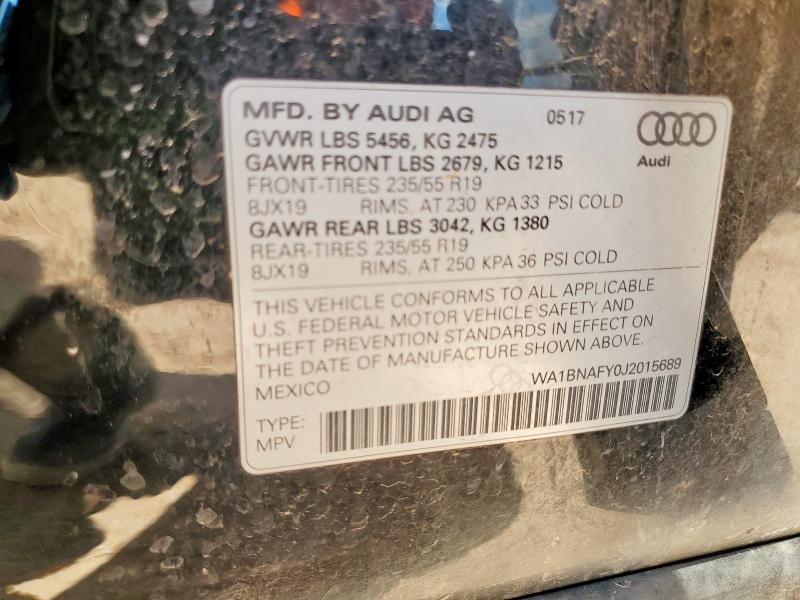 MFD. BY AUDI AG 0517
GVWR LBS 5456, KG 2475
GAWR FRONT LBS 2679, KG 1215 Audi
FRONT-TIRES 235/55 R19
8JX19 RIMS, AT 230 KPA 33 PSI COLD
GAWR REAR LBS 3042, KG 1380
REAR-TIRES 235/55 R19
8JX19 RIMS, AT 250 KPA 36 PSI COLD
THIS VEHICLE CONFORMS TO ALL APPLICABLE
U.S. FEDERAL MOTOR VEHICLE SAFETY AND
THEFT PREVENTION STANDARDS IN EFFECT ON
THE DATE OF MANUFACTURE SHOWN ABOVE.
MEXICO WA1BNAFY0J2015689
TYPE:
MPV